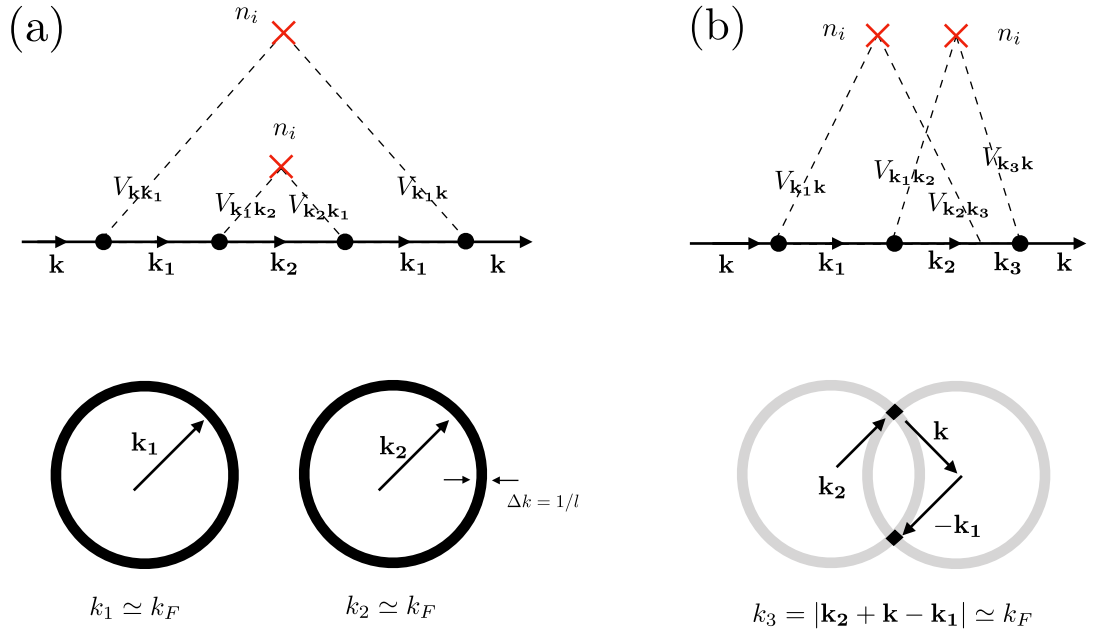 (a)
n_i
n_i
V_{𝐤𝐤_1} V_{𝐤_1𝐤_2} V_{𝐤_2𝐤_1} V_{𝐤_1𝐤}
𝐤 𝐤_1 𝐤_2 𝐤_1 𝐤
(b)
n_i n_i
V_{𝐤_1𝐤} V_{𝐤_1𝐤_2} V_{𝐤_2𝐤_3} V_{𝐤_3𝐤}
𝐤 𝐤_1 𝐤_2 𝐤_3 𝐤
𝐤_1
𝐤_2
Δk = 1/l
k_1 ≃ k_F
k_2 ≃ k_F
𝐤
𝐤_2
−𝐤_1
k_3 = |𝐤_2 + 𝐤 − 𝐤_1| ≃ k_F